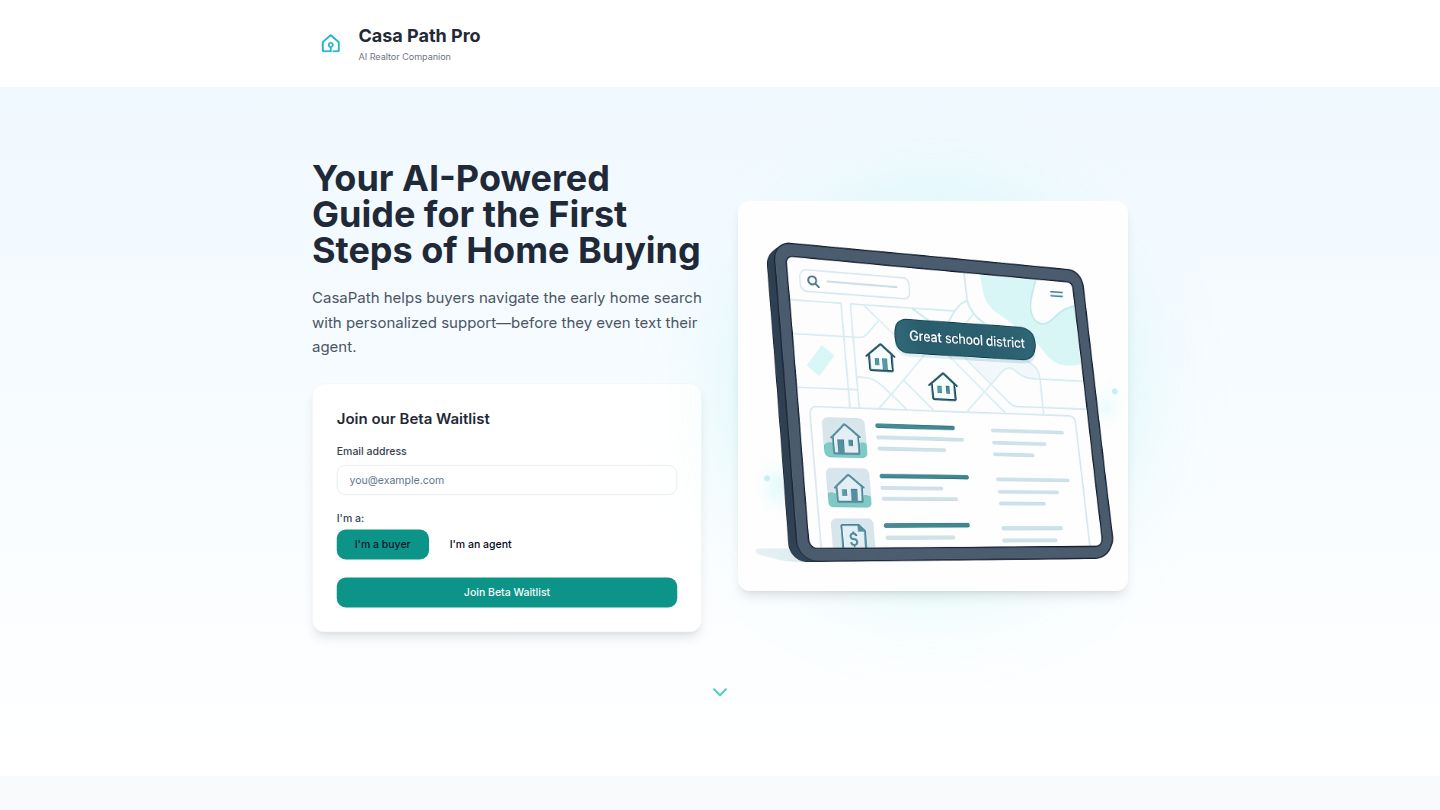 Casa Path Pro
AI Realtor Companion
Your AI-Powered
Guide for the First
Steps of Home Buying
CasaPath helps buyers navigate the early home search
with personalized support—before they even text their
agent.
Join our Beta Waitlist
Email address
you@example.com
I'm a:
I'm a buyer
I'm an agent
Join Beta Waitlist
Great school district
$